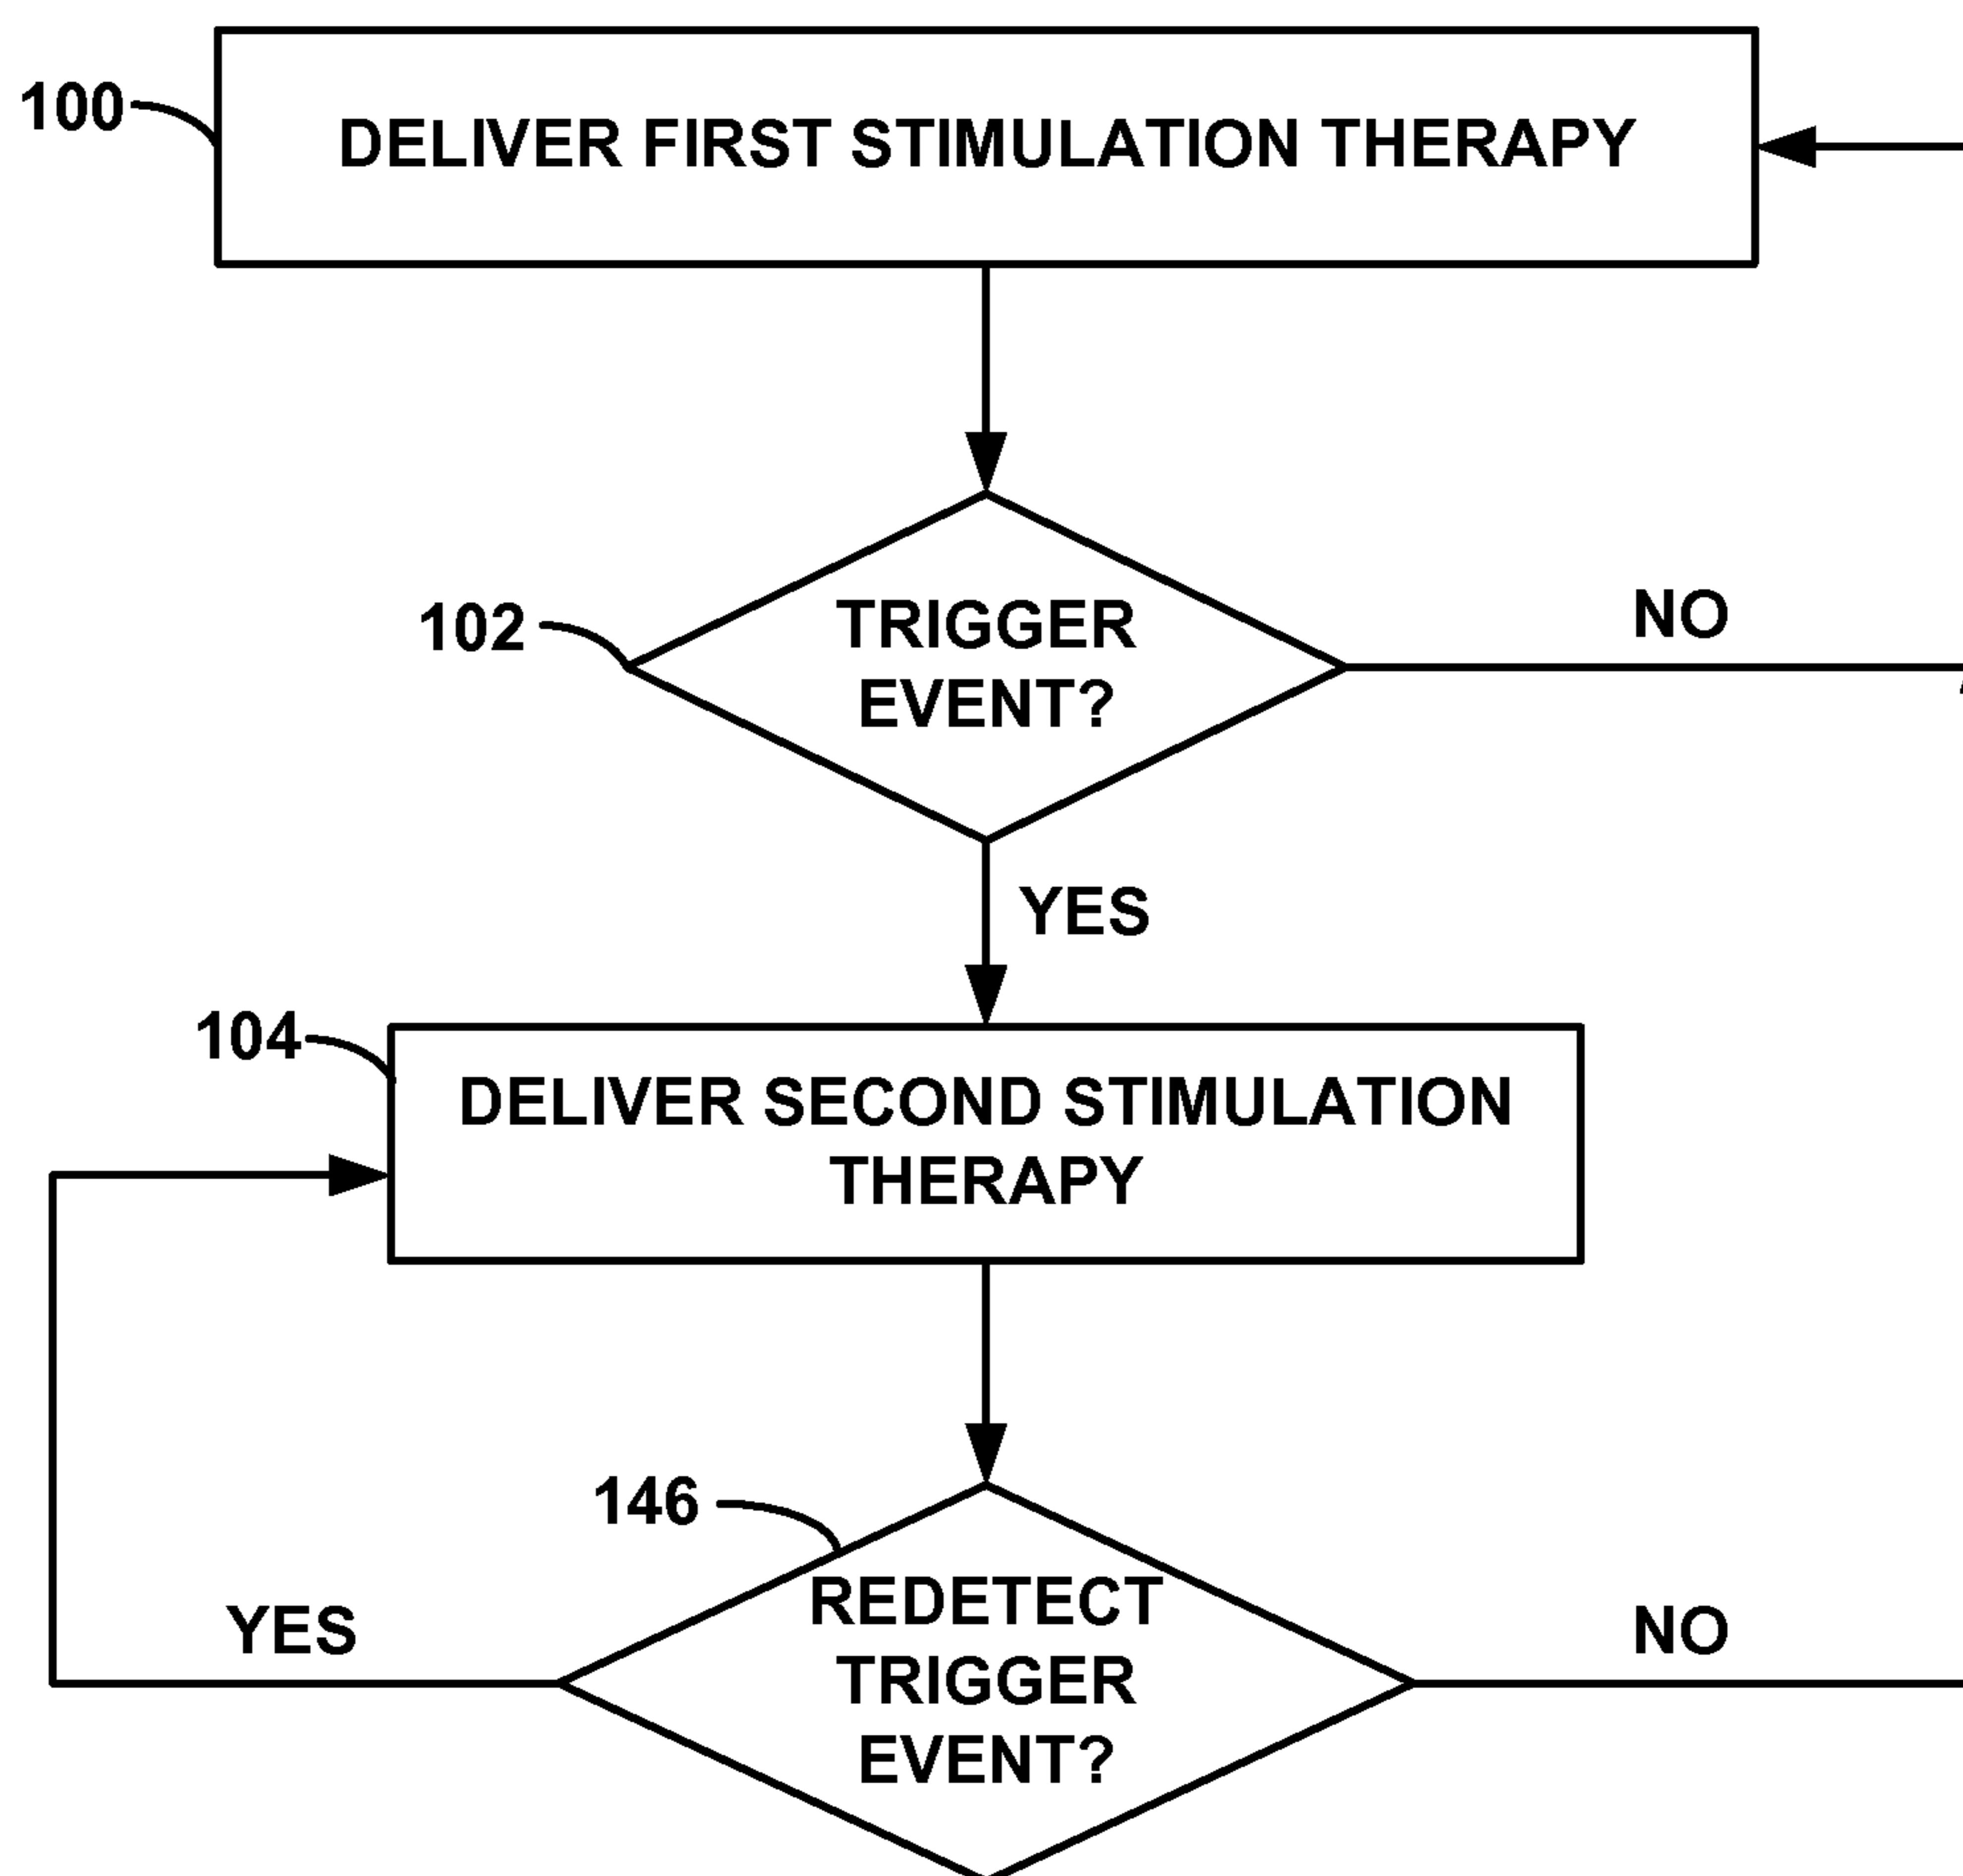 100
DELIVER FIRST STIMULATION THERAPY
102
TRIGGER
EVENT?
NO
YES
104
DELIVER SECOND STIMULATION
THERAPY
146
REDETECT
TRIGGER
EVENT?
YES
NO